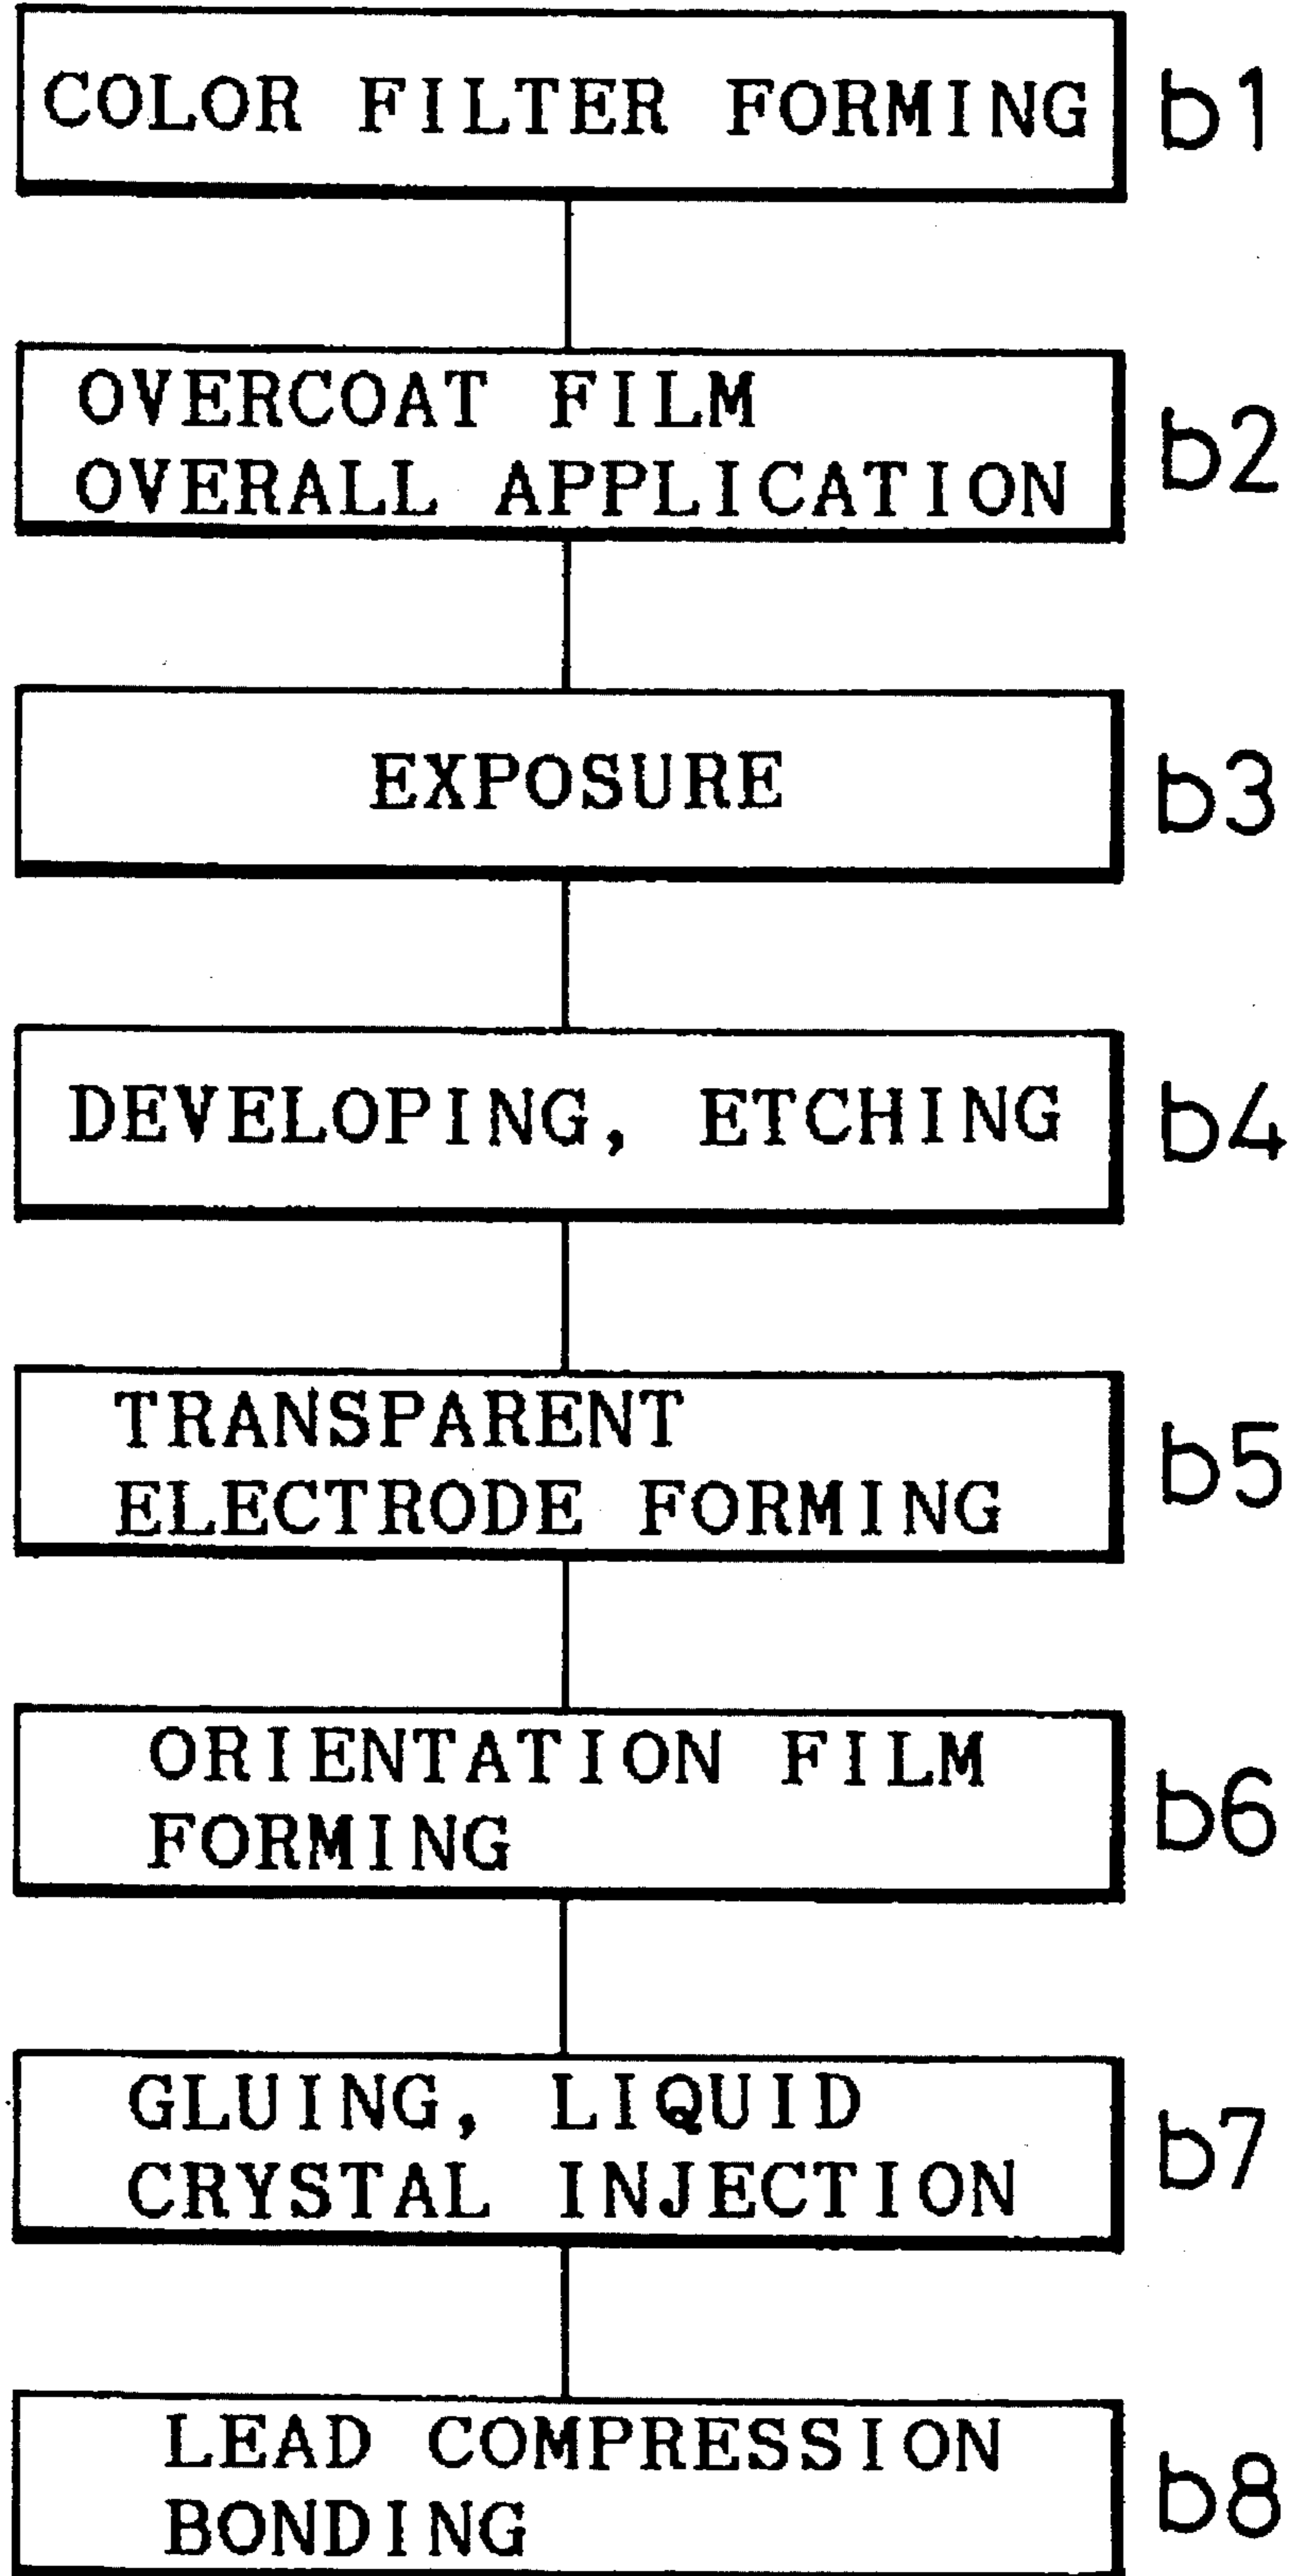 COLOR FILTER FORMING b1
OVERCOAT FILM
OVERALL APPLICATION b2
EXPOSURE b3
DEVELOPING, ETCHING b4
TRANSPARENT
ELECTRODE FORMING b5
ORIENTATION FILM
FORMING b6
GLUING, LIQUID
CRYSTAL INJECTION b7
LEAD COMPRESSION
BONDING b8